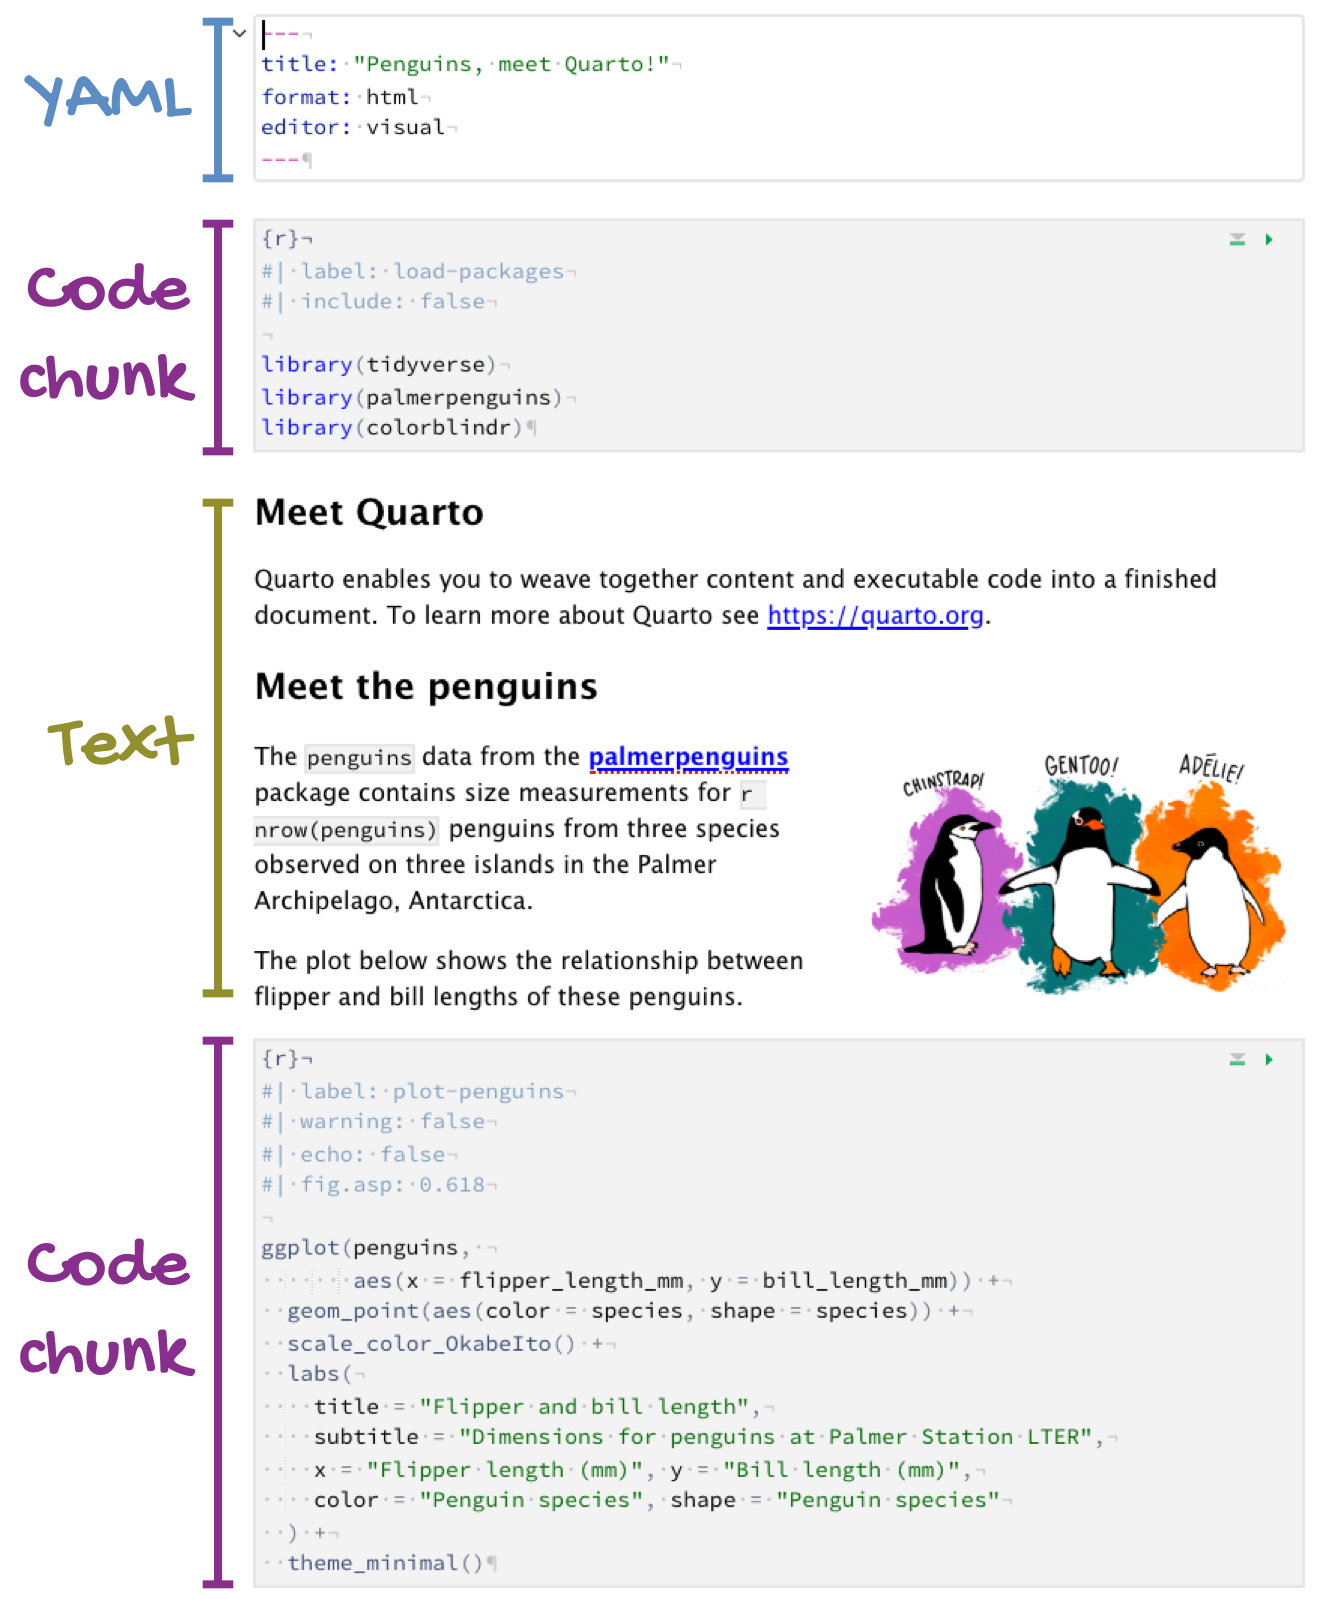 YAML
---
title: "Penguins, meet Quarto!"
format: html
editor: visual
---
Code
chunk
{r}
#| label: load-packages
#| include: false
library(tidyverse)
library(palmerpenguins)
library(colorblindr)
Text
Meet Quarto
Quarto enables you to weave together content and executable code into a finished
document. To learn more about Quarto see https://quarto.org.
Meet the penguins
The penguins data from the palmerpenguins
package contains size measurements for r
nrow(penguins) penguins from three species
observed on three islands in the Palmer
Archipelago, Antarctica.
The plot below shows the relationship between
flipper and bill lengths of these penguins.
CHINSTRAP!
GENTOO!
ADĒLIE!
Code
chunk
{r}
#| label: plot-penguins
#| warning: false
#| echo: false
#| fig.asp: 0.618
ggplot(penguins,
       aes(x = flipper_length_mm, y = bill_length_mm)) +
  geom_point(aes(color = species, shape = species)) +
  scale_color_OkabeIto() +
  labs(
    title = "Flipper and bill length",
    subtitle = "Dimensions for penguins at Palmer Station LTER",
    x = "Flipper length (mm)", y = "Bill length (mm)",
    color = "Penguin species", shape = "Penguin species"
  ) +
  theme_minimal()